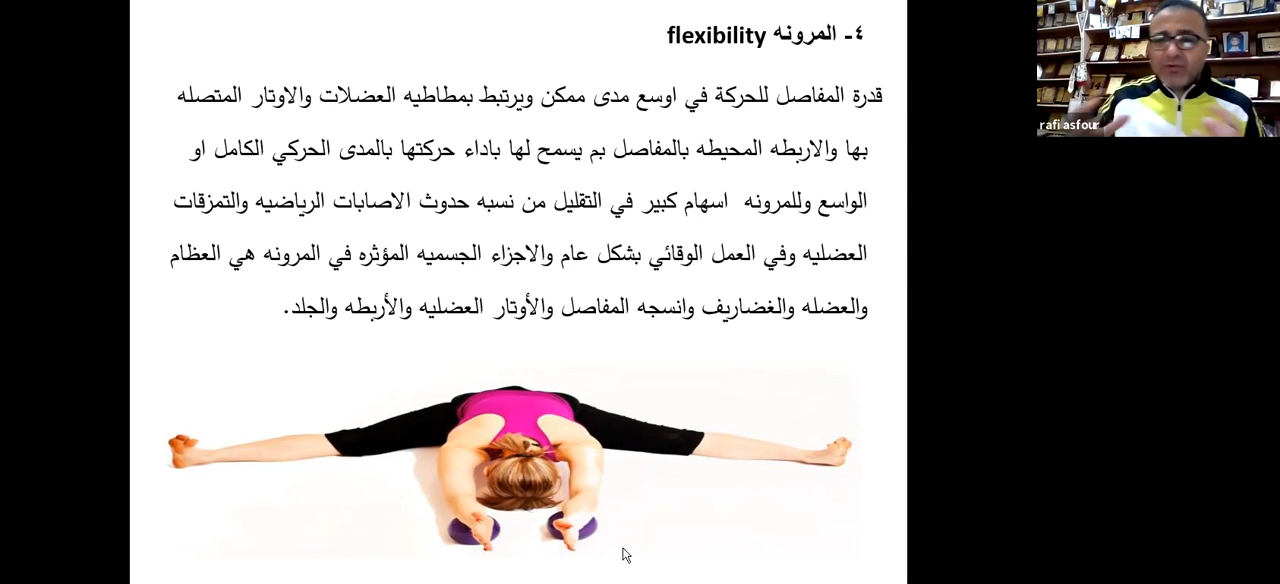 ٤- المرونه flexibility
قدرة المفاصل للحركة في اوسع مدى ممكن ويرتبط بمطاطيه العضلات والاوتار المتصله
بها والاربطه المحيطه بالمفاصل بم يسمح لها باداء حركتها بالمدى الحركي الكامل او
الواسع وللمرونه اسهام كبير في التقليل من نسبه حدوث الاصابات الرياضيه والتمزقات
العضليه وفي العمل الوقائي بشكل عام والاجزاء الجسميه المؤثره في المرونه هي العظام
والعضله والغضاريف وانسجه المفاصل والأوتار العضليه والأربطه والجلد.
rafi asfour